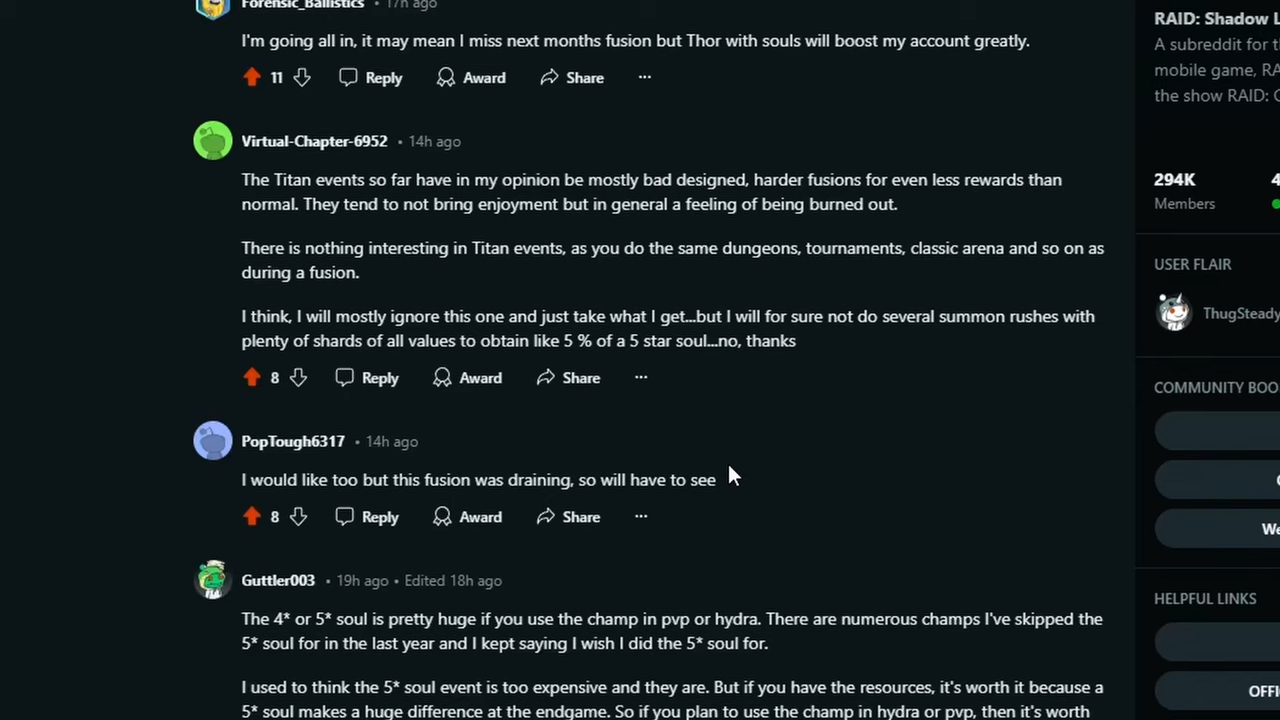 Forensic_Ballistics • 17h ago
I'm going all in, it may mean I miss next months fusion but Thor with souls will boost my account greatly.
11 Reply Award Share ...
Virtual-Chapter-6952 • 14h ago
The Titan events so far have in my opinion be mostly bad designed, harder fusions for even less rewards than
normal. They tend to not bring enjoyment but in general a feeling of being burned out.
There is nothing interesting in Titan events, as you do the same dungeons, tournaments, classic arena and so on as
during a fusion.
I think, I will mostly ignore this one and just take what I get...but I will for sure not do several summon rushes with
plenty of shards of all values to obtain like 5 % of a 5 star soul...no, thanks
8 Reply Award Share ...
PopTough6317 • 14h ago
I would like too but this fusion was draining, so will have to see
8 Reply Award Share ...
Guttler003 • 19h ago • Edited 18h ago
The 4* or 5* soul is pretty huge if you use the champ in pvp or hydra. There are numerous champs I've skipped the
5* soul for in the last year and I kept saying I wish I did the 5* soul for.
I used to think the 5* soul event is too expensive and they are. But if you have the resources, it's worth it because a
5* soul makes a huge difference at the endgame. So if you plan to use the champ in hydra or pvp, then it's worth
RAID: Shadow L
A subreddit for t
mobile game, RA
the show RAID: C
294K
Members
USER FLAIR
ThugSteady
COMMUNITY BOO
We
HELPFUL LINKS
OFFI